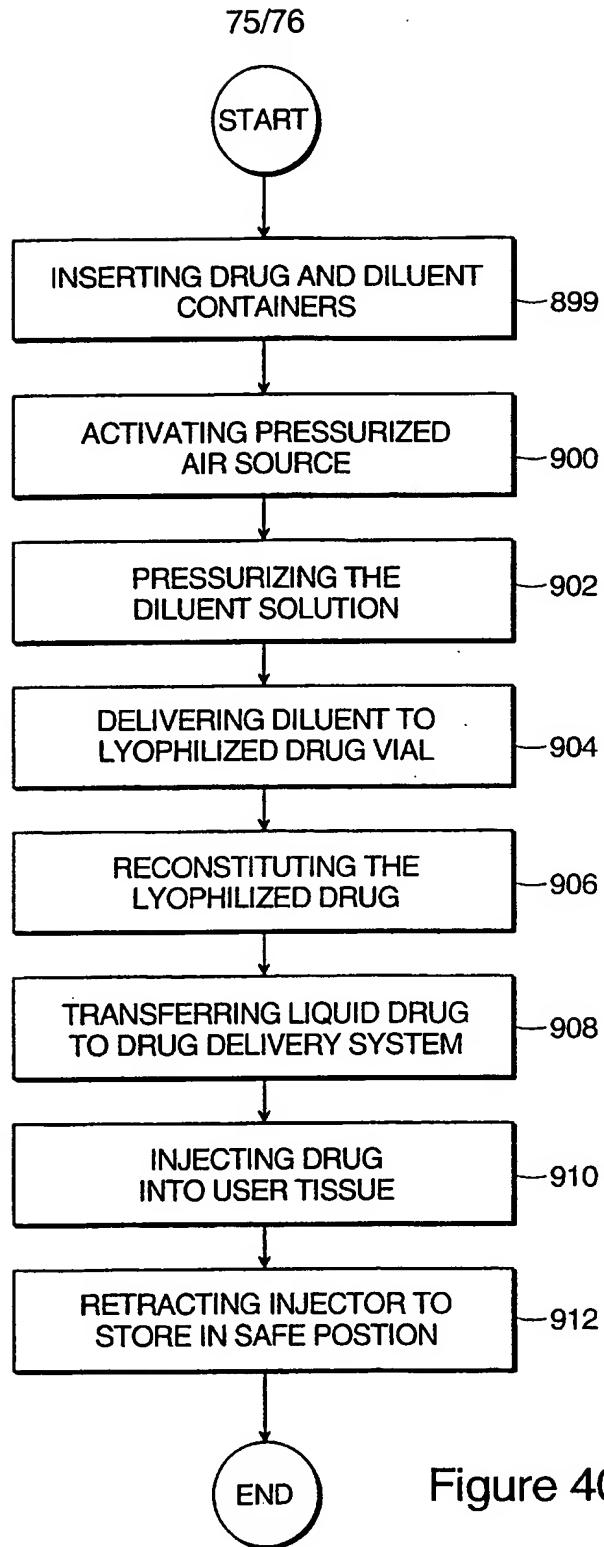 75/76
START
INSERTING DRUG AND DILUENT
CONTAINERS
899
ACTIVATING PRESSURIZED
AIR SOURCE
900
PRESSURIZING THE
DILUENT SOLUTION
902
DELIVERING DILUENT TO
LYOPHILIZED DRUG VIAL
904
RECONSTITUTING THE
LYOPHILIZED DRUG
906
TRANSFERRING LIQUID DRUG
TO DRUG DELIVERY SYSTEM
908
INJECTING DRUG
INTO USER TISSUE
910
RETRACTING INJECTOR TO
STORE IN SAFE POSTION
912
END
Figure 40